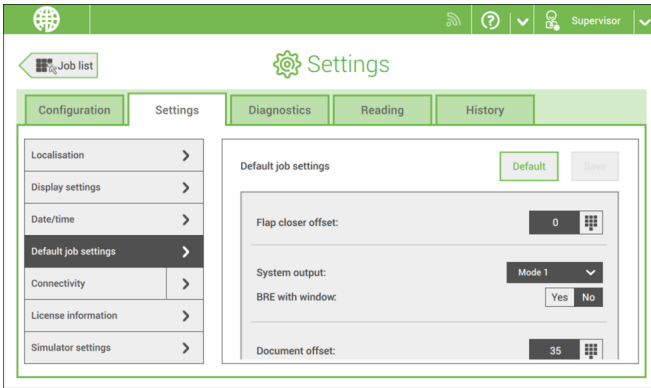 Supervisor
Job list
Settings
Configuration
Settings
Diagnostics
Reading
History
Localisation
Display settings
Date/time
Default job settings
Connectivity
License information
Simulator settings
Default job settings
Default
Save
Flap closer offset:
0
System output:
Mode 1
BRE with window:
Yes No
Document offset:
35